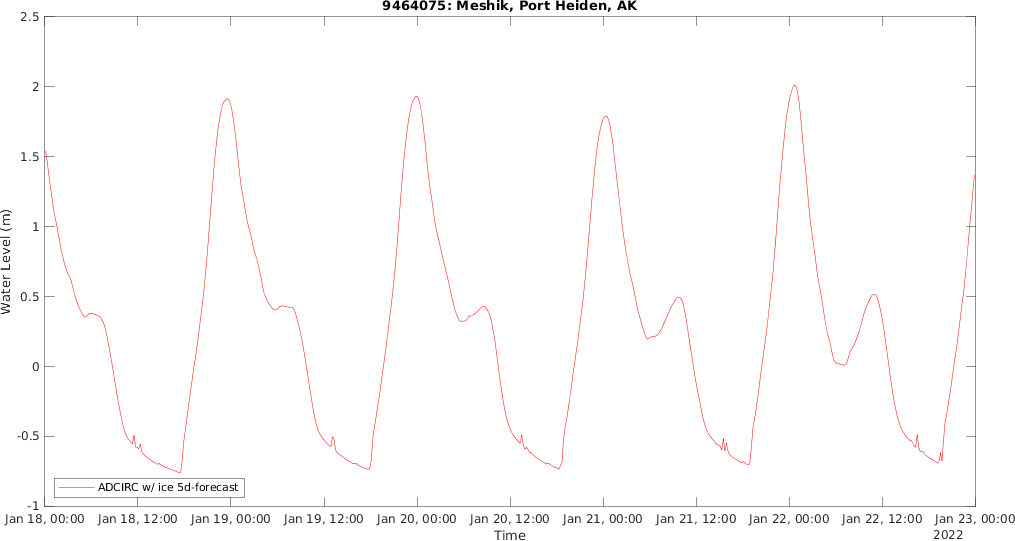 9464075: Meshik, Port Heiden, AK
2.5
2
1.5
1
0.5
0
-0.5
-1
Water Level (m)
ADCIRC w/ ice 5d-forecast
Jan 18, 00:00 Jan 18, 12:00 Jan 19, 00:00 Jan 19, 12:00 Jan 20, 00:00 Jan 20, 12:00 Jan 21, 00:00 Jan 21, 12:00 Jan 22, 00:00 Jan 22, 12:00 Jan 23, 00:00
Time
2022